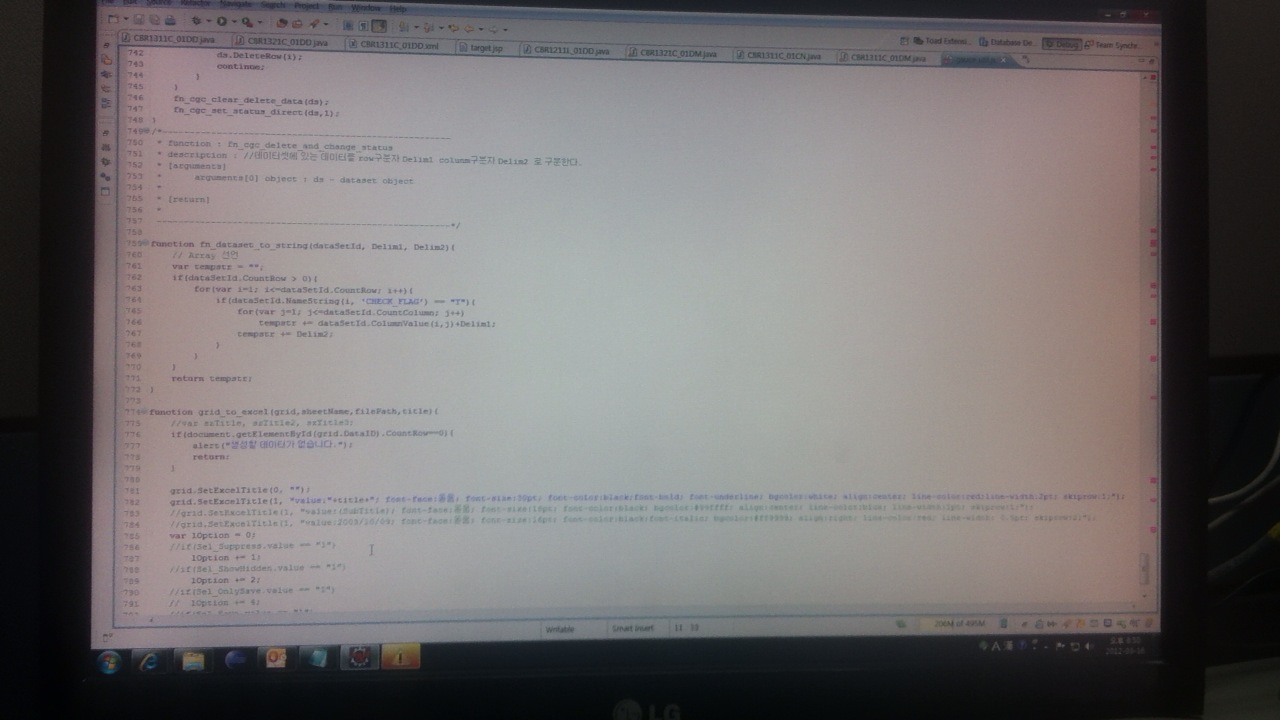 Edit Source Refactor Navigate Search Project Run Window Help
Toad Extensi... Database De... Debug Team Synchr...
CBR1311C_01DD.java CBR1321C_01DD.java CBR1311C_01DD.xml target.jsp CBR1211L_01DD.java CBR1321C_01DM.java CBR1311C_01CN.java CBR1311C_01DM.java
742 ds.DeleteRow(i);
743 continue;
744 }
745 }
746 fn_cgc_clear_delete_data(ds);
747 fn_cgc_set_status_direct(ds,1);
748 }
749 /*----------------------------------------------------
750 * function : fn_cgc_delete_and_change_status
751 * description : //데이터셋에 있는 데이터를 row구분자 Delim1 colunm구분자 Delim2 로 구분한다.
752 * [arguments]
753 * arguments[0] object : ds - dataset object
754 *
755 * [return]
756 *
757 ----------------------------------------------------*/
758
759 function fn_dataset_to_string(dataSetId, Delim1, Delim2){
760 // Array 선언
761 var tempstr = "";
762 if(dataSetId.CountRow > 0){
763 for(var i=1; i<=dataSetId.CountRow; i++){
764 if(dataSetId.NameString(i, 'CHECK_FLAG') == "T"){
765 for(var j=1; j<=dataSetId.CountColumn; j++)
766 tempstr += dataSetId.ColumnValue(i,j)+Delim1;
767 tempstr += Delim2;
768 }
769 }
770 }
771 return tempstr;
772 }
773
774 function grid_to_excel(grid,sheetName,filePath,title){
775 //var szTitle, szTitle2, szTitle3;
776 if(document.getElementById(grid.DataID).CountRow==0){
777 alert("생성할 데이터가 없습니다.");
778 return;
779 }
780
781 grid.SetExcelTitle(0, "");
782 grid.SetExcelTitle(1, "value:"+title+"; font-face:돋움; font-size:30pt; font-color:black;font-bold; font-underline; bgcolor:white; align:center; line-color:red;line-width:2pt; skiprow:1;");
783 //grid.SetExcelTitle(1, "value:(SubTitle); font-face:돋움; font-size:18pt; font-color:black; bgcolor:#99ffff; align:center; line-color:blue; line-width:1pt; skiprow:1;");
784 //grid.SetExcelTitle(1, "value:2003/10/09; font-face:돋움; font-size:16pt; font-color:black;font-italic; bgcolor:#ff9999; align:right; line-color:red; line-width: 0.5pt; skiprow:2;");
785 var lOption = 0;
786 //if(Sel_Suppress.value == "1")
787 lOption += 1;
788 //if(Sel_ShowHidden.value == "1")
789 lOption += 2;
790 //if(Sel_OnlySave.value == "1")
791 // lOption += 4;
Writable Smart Insert 11 : 33 206M of 495M
2012-03-16
LG